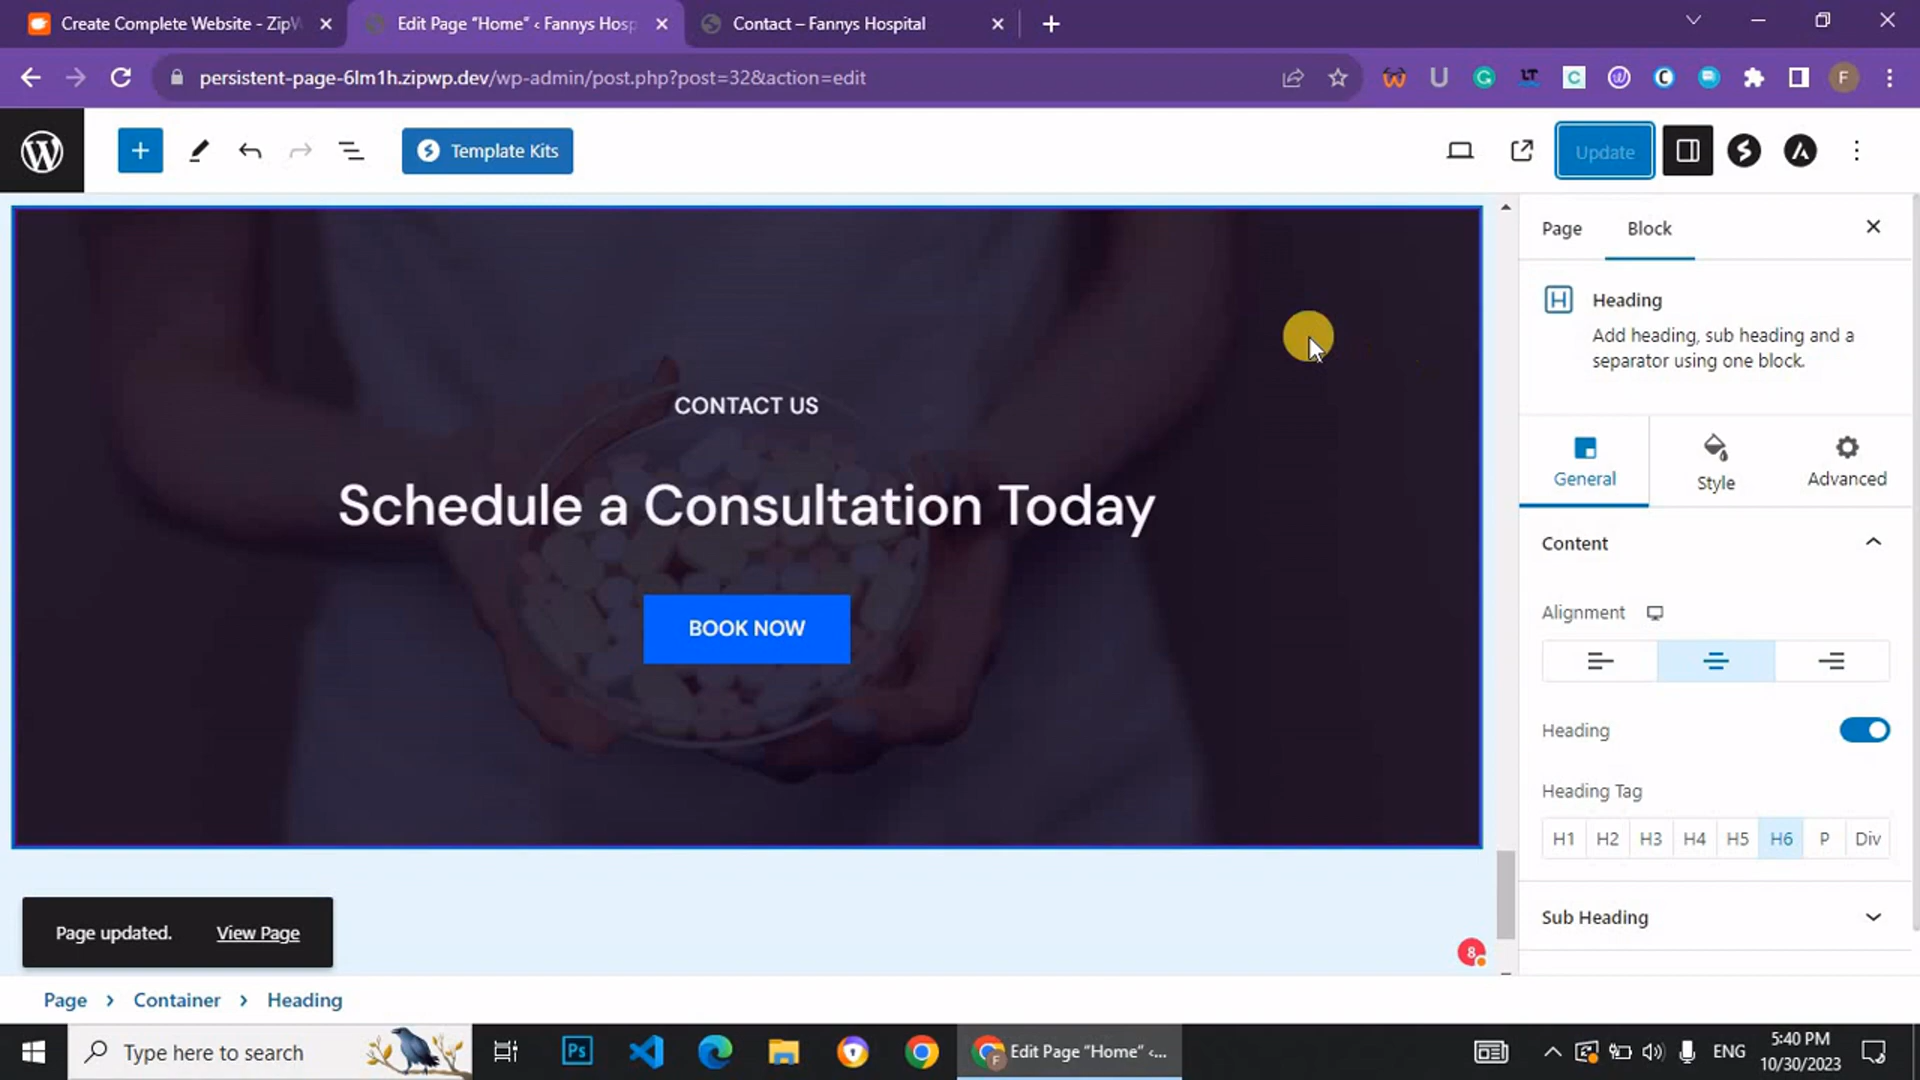 Create Complete Website - ZipW
Edit Page "Home" ‹ Fannys Hosp
Contact – Fannys Hospital
persistent-page-6lm1h.zipwp.dev/wp-admin/post.php?post=32&action=edit
F
Template Kits
Update
Page
Block
Heading
Add heading, sub heading and a
separator using one block.
General
Style
Advanced
Content
Alignment
Heading
Heading Tag
H1 H2 H3 H4 H5 H6 P Div
Sub Heading
CONTACT US
Schedule a Consultation Today
BOOK NOW
Page updated. View Page
8
Page › Container › Heading
Type here to search
Ps
Edit Page "Home" ‹...
ENG
5:40 PM
10/30/2023